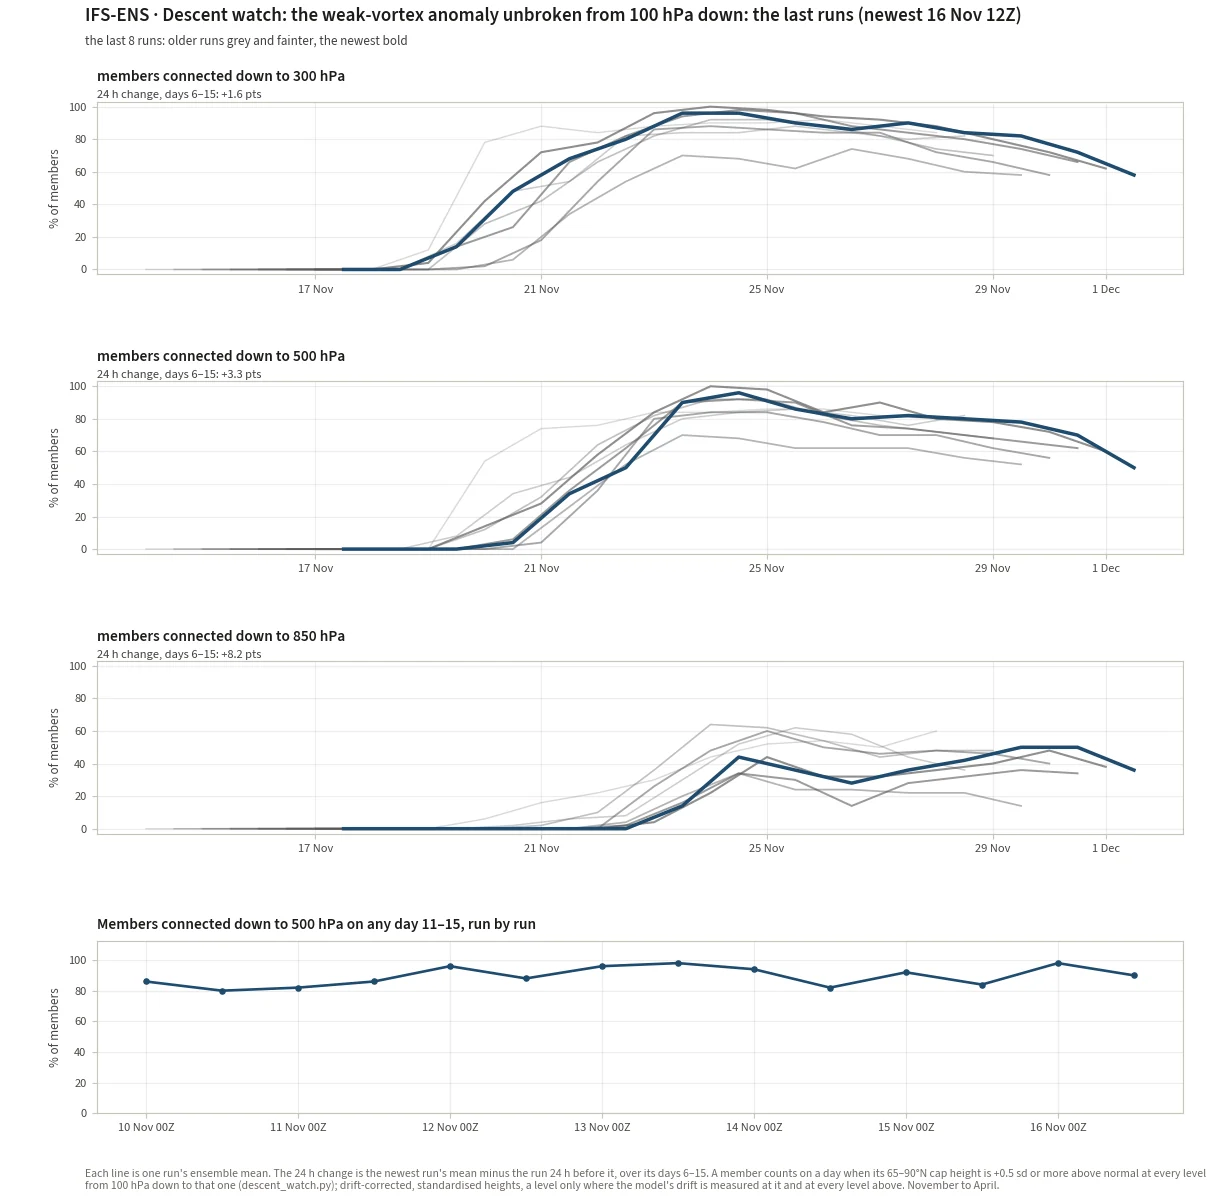 IFS-ENS · Descent watch: the weak-vortex anomaly unbroken from 100 hPa down: the last runs (newest 16 Nov 12Z)
the last 8 runs: older runs grey and fainter, the newest bold
members connected down to 300 hPa
24 h change, days 6–15: +1.6 pts
100
80
60
40
20
0
% of members
17 Nov
21 Nov
25 Nov
29 Nov
1 Dec
members connected down to 500 hPa
24 h change, days 6–15: +3.3 pts
100
80
60
40
20
0
% of members
17 Nov
21 Nov
25 Nov
29 Nov
1 Dec
members connected down to 850 hPa
24 h change, days 6–15: +8.2 pts
100
80
60
40
20
0
% of members
17 Nov
21 Nov
25 Nov
29 Nov
1 Dec
Members connected down to 500 hPa on any day 11–15, run by run
100
80
60
40
20
0
% of members
10 Nov 00Z
11 Nov 00Z
12 Nov 00Z
13 Nov 00Z
14 Nov 00Z
15 Nov 00Z
16 Nov 00Z
Each line is one run's ensemble mean. The 24 h change is the newest run's mean minus the run 24 h before it, over its days 6–15. A member counts on a day when its 65–90°N cap height is +0.5 sd or more above normal at every level
from 100 hPa down to that one (descent_watch.py); drift-corrected, standardised heights, a level only where the model's drift is measured at it and at every level above. November to April.